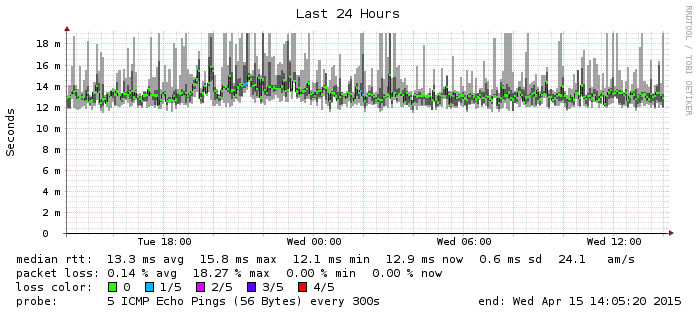 Last 24 Hours
RRDTOOL / TOBI OETIKER
Seconds
18 m
16 m
14 m
12 m
10 m
8 m
6 m
4 m
2 m
0
Tue 18:00 Wed 00:00 Wed 06:00 Wed 12:00
median rtt: 13.3 ms avg 15.8 ms max 12.1 ms min 12.9 ms now 0.6 ms sd 24.1 am/s
packet loss: 0.14 % avg 18.27 % max 0.00 % min 0.00 % now
loss color: 0 1/5 2/5 3/5 4/5
probe: 5 ICMP Echo Pings (56 Bytes) every 300s end: Wed Apr 15 14:05:20 2015